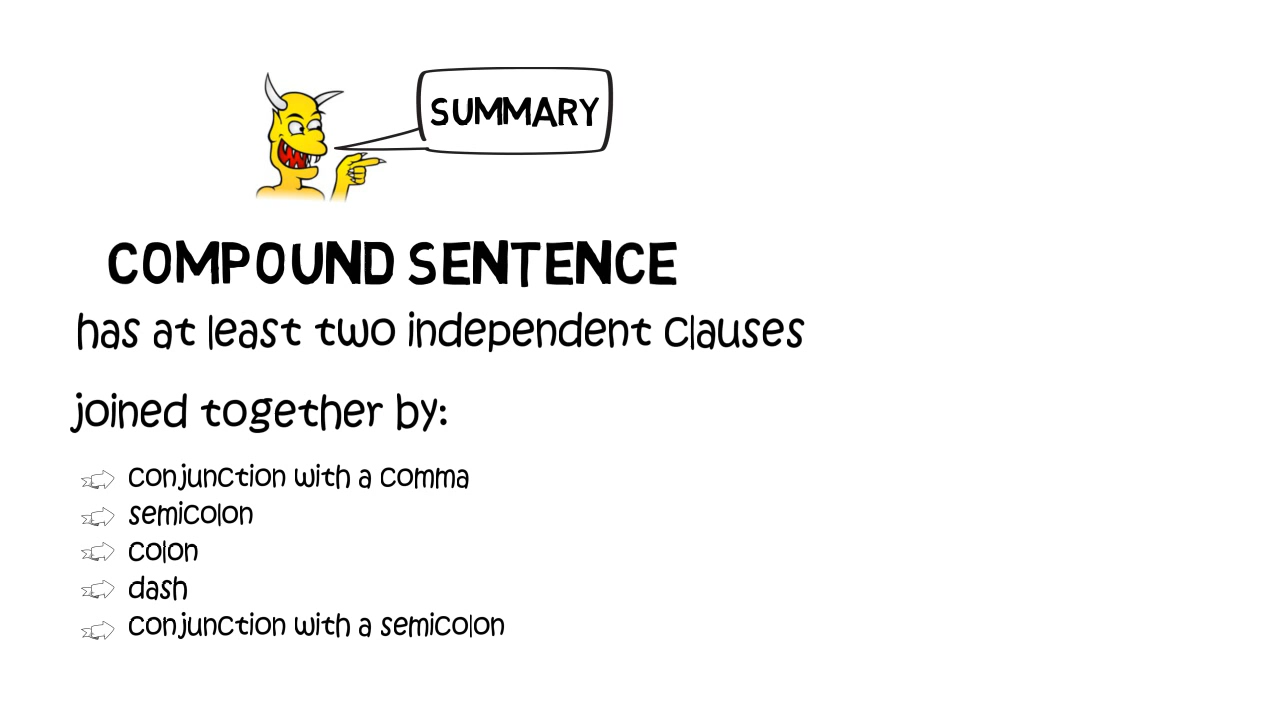 SUMMARY
COMPOUND SENTENCE
has at least two independent clauses
joined together by:
conjunction with a comma
semicolon
colon
dash
conjunction with a semicolon